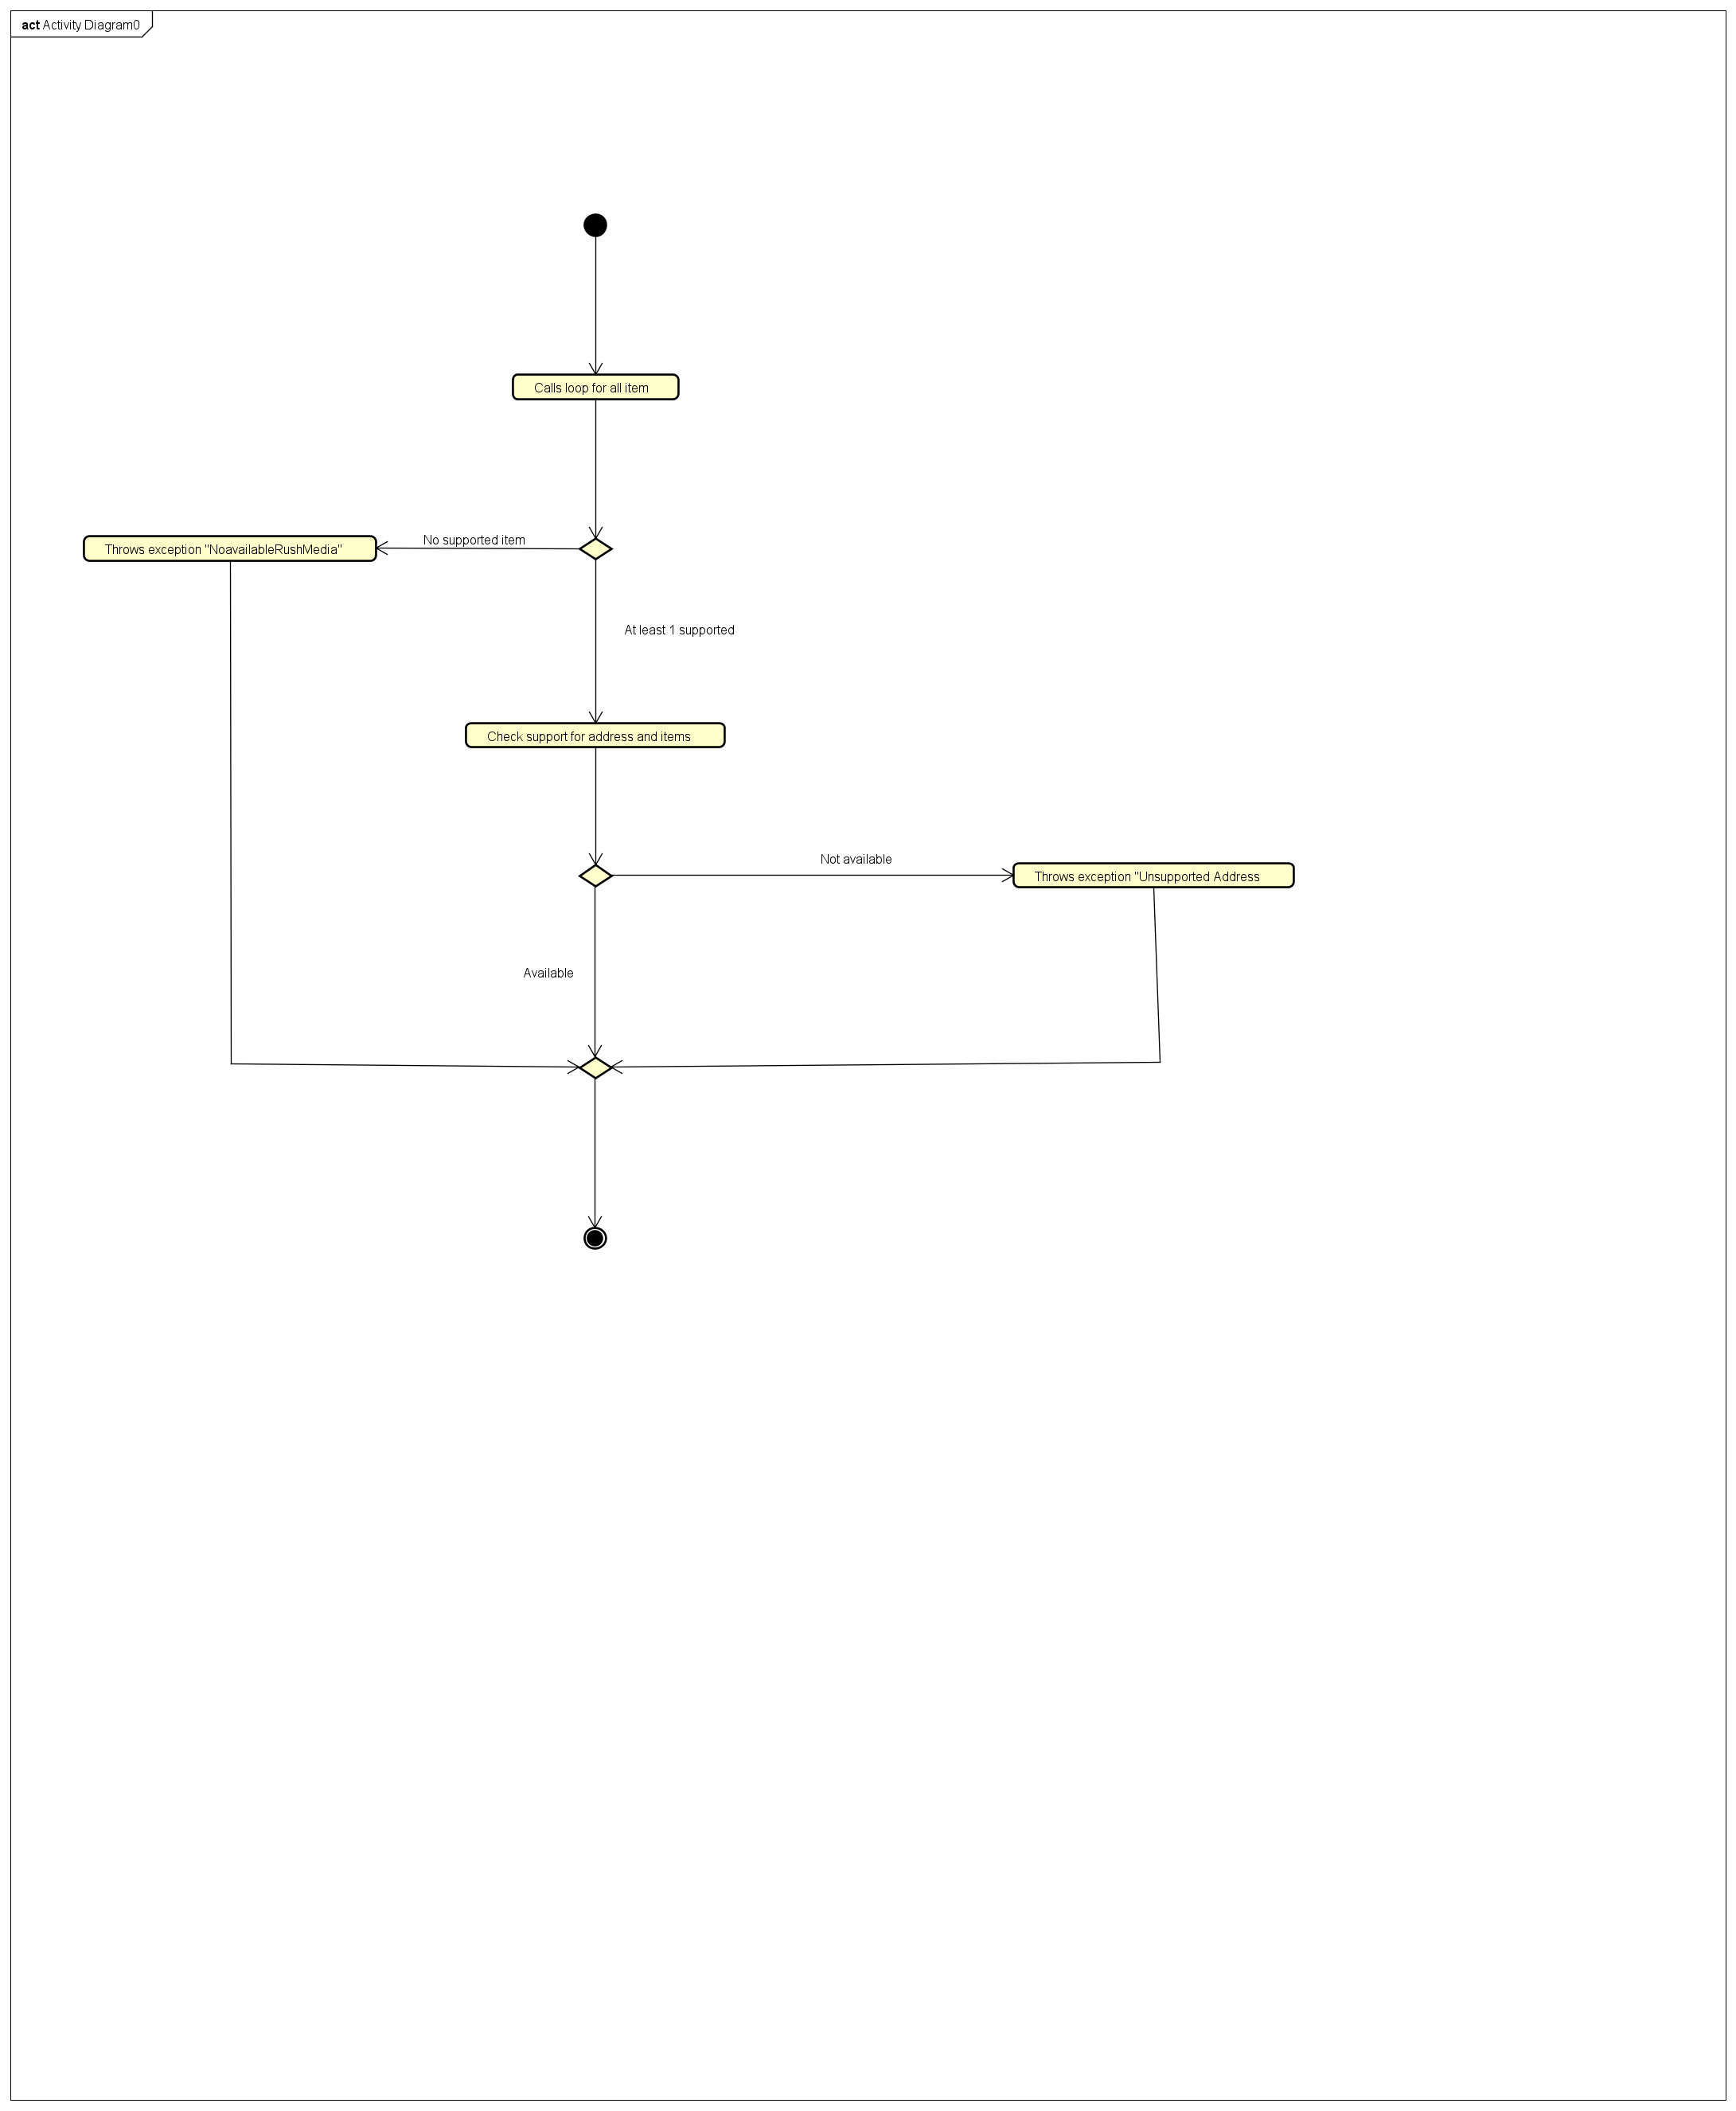 act Activity Diagram0
Calls loop for all item
No supported item
Throws exception "NoavailableRushMedia"
At least 1 supported
Check support for address and items
Not available
Throws exception "Unsupported Address
Available